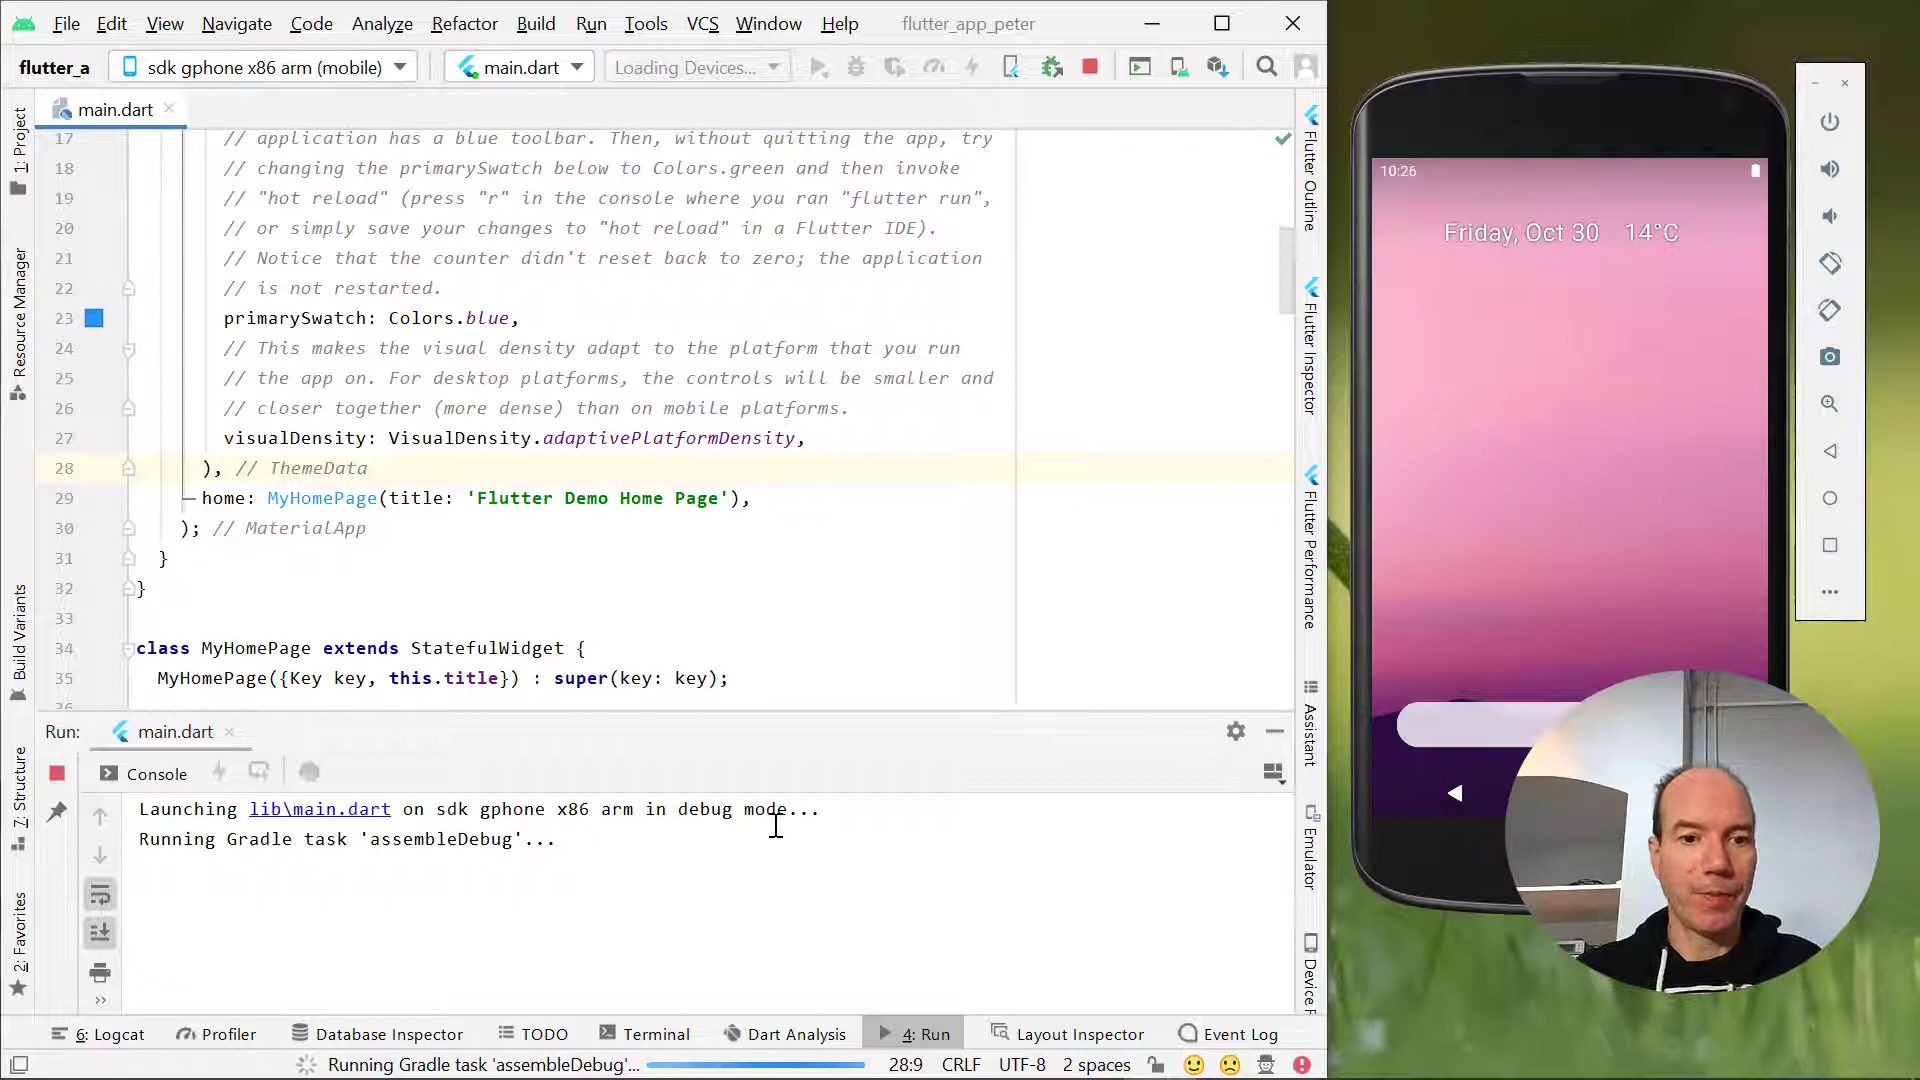 File Edit View Navigate Code Analyze Refactor Build Run Tools VCS Window Help flutter_app_peter
flutter_a sdk gphone x86 arm (mobile) main.dart Loading Devices...
main.dart
17 // application has a blue toolbar. Then, without quitting the app, try
18 // changing the primarySwatch below to Colors.green and then invoke
19 // "hot reload" (press "r" in the console where you ran "flutter run",
20 // or simply save your changes to "hot reload" in a Flutter IDE).
21 // Notice that the counter didn't reset back to zero; the application
22 // is not restarted.
23 primarySwatch: Colors.blue,
24 // This makes the visual density adapt to the platform that you run
25 // the app on. For desktop platforms, the controls will be smaller and
26 // closer together (more dense) than on mobile platforms.
27 visualDensity: VisualDensity.adaptivePlatformDensity,
28 ), // ThemeData
29 home: MyHomePage(title: 'Flutter Demo Home Page'),
30 ); // MaterialApp
31 }
32 }
33
34 class MyHomePage extends StatefulWidget {
35 MyHomePage({Key key, this.title}) : super(key: key);
36
1: Project
Resource Manager
Build Variants
7: Structure
2: Favorites
Run: main.dart
Console
Launching lib\main.dart on sdk gphone x86 arm in debug mode...
Running Gradle task 'assembleDebug'...
6: Logcat Profiler Database Inspector TODO Terminal Dart Analysis 4: Run Layout Inspector Event Log
Running Gradle task 'assembleDebug'... 28:9 CRLF UTF-8 2 spaces
Flutter Outline
Flutter Inspector
Flutter Performance
Assistant
Emulator
Device F
10:26
Friday, Oct 30 14°C